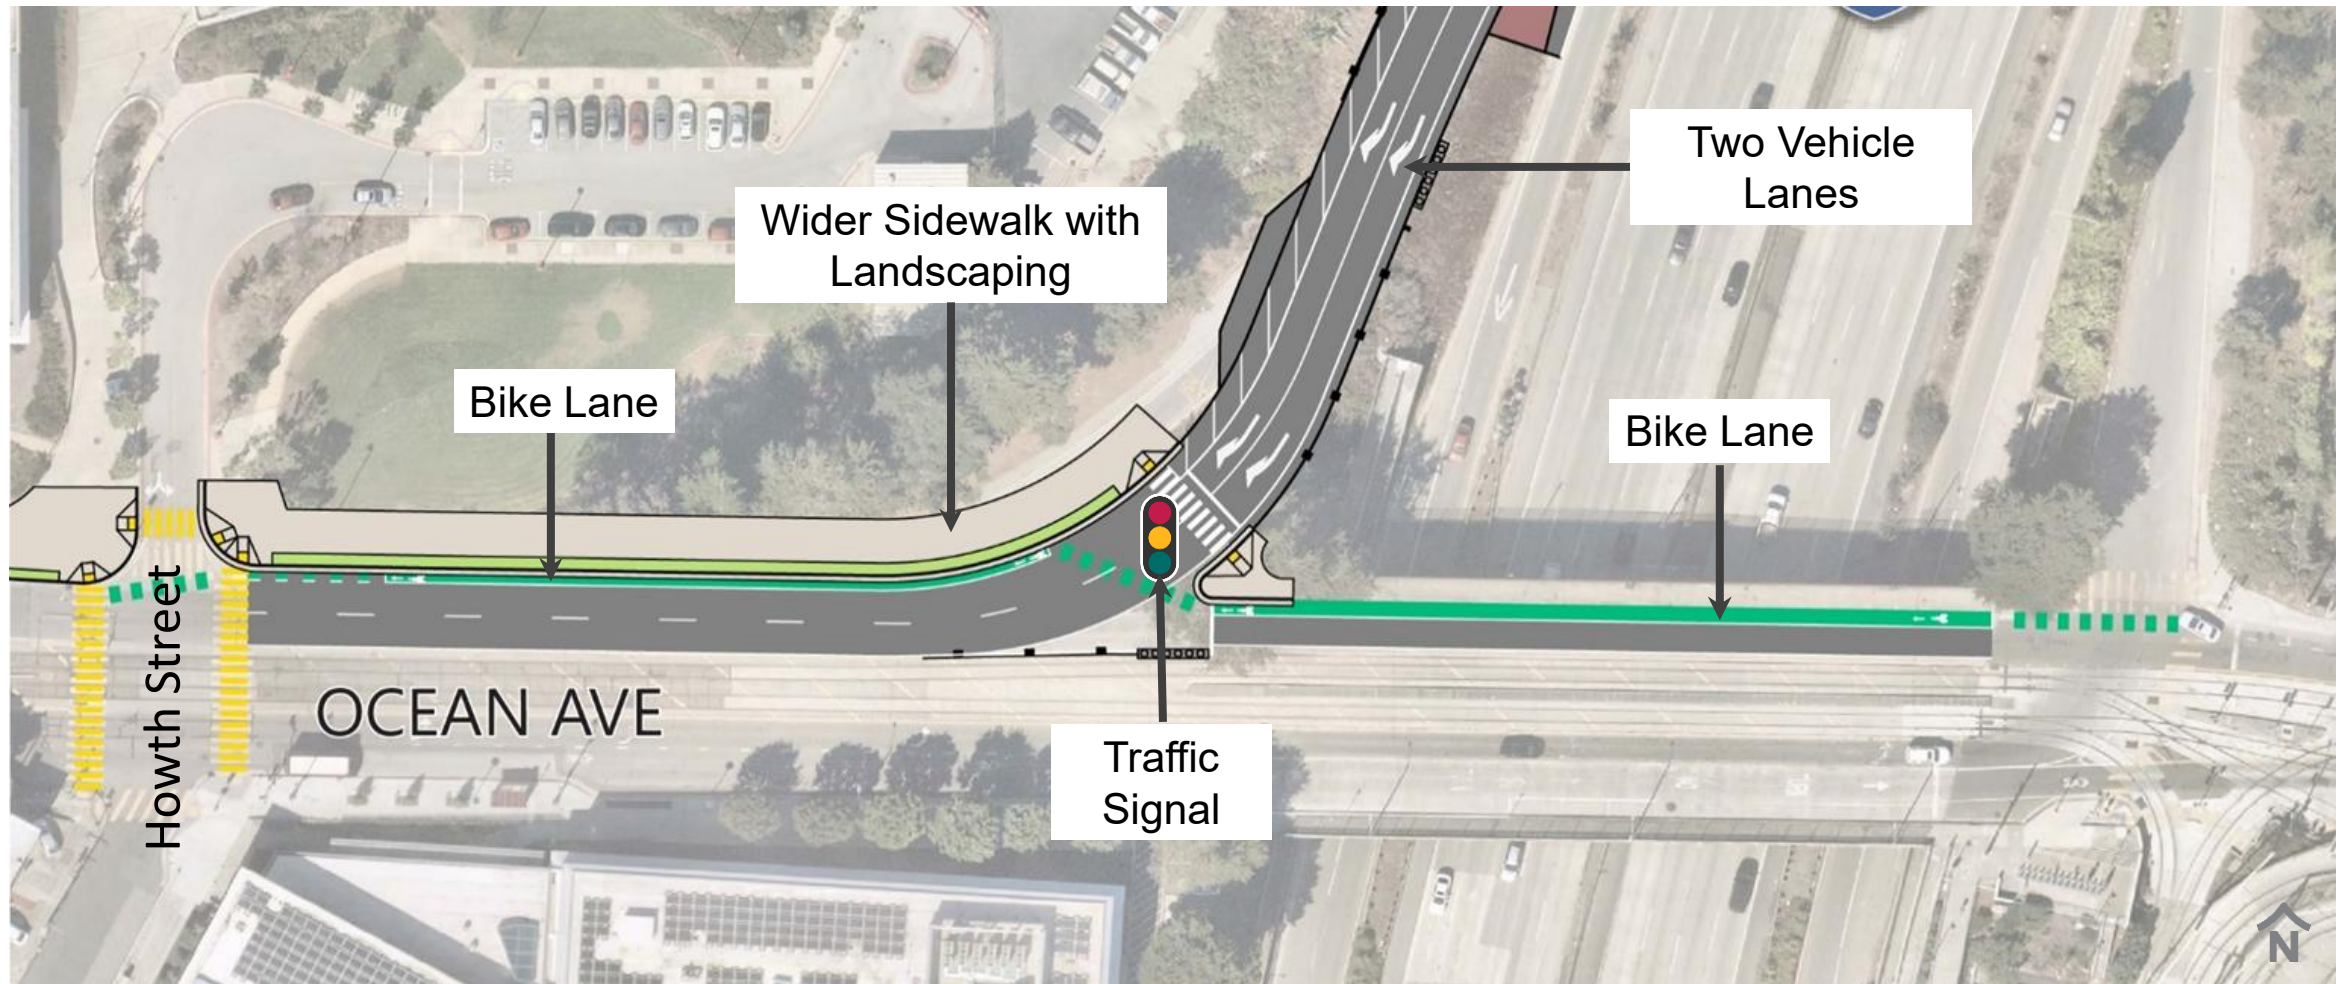 Two Vehicle
Lanes
Wider Sidewalk with
Landscaping
Bike Lane
Bike Lane
Howth Street
OCEAN AVE
Traffic
Signal
N